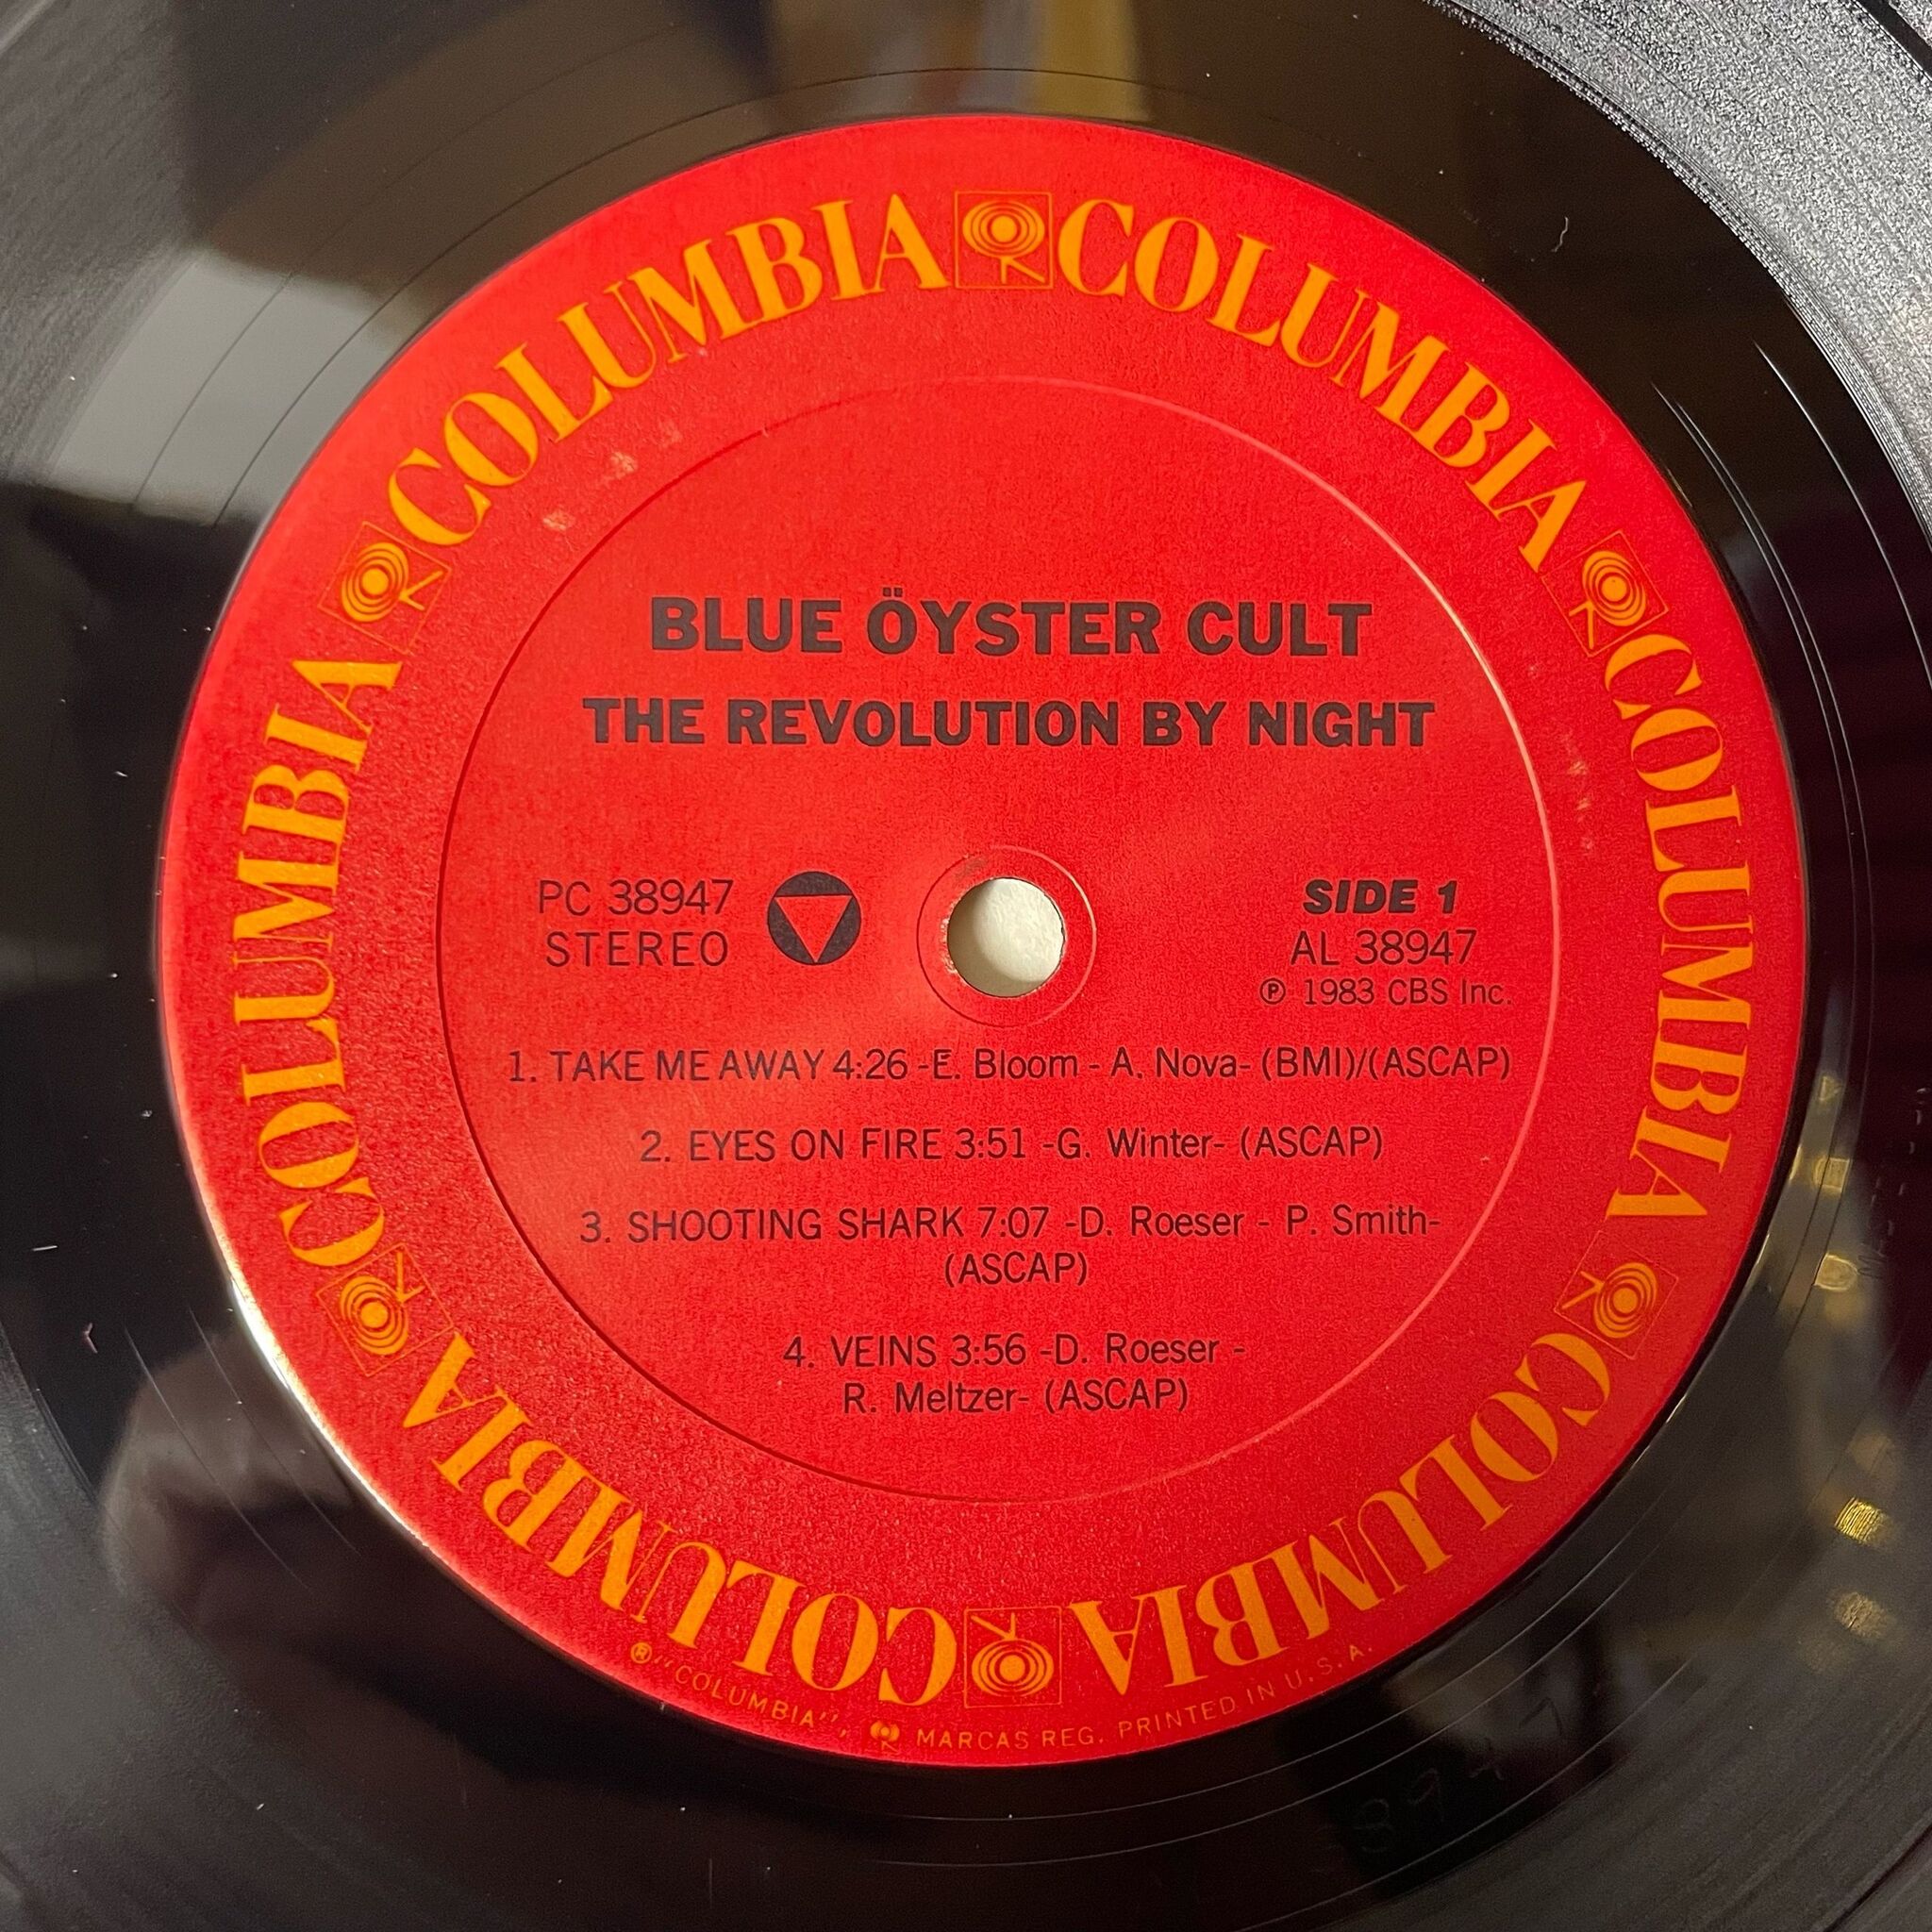 COLUMBIA COLUMBIA COLUMBIA COLUMBIA COLUMBIA COLUMBIA
BLUE ÖYSTER CULT
THE REVOLUTION BY NIGHT
PC 38947
STEREO
SIDE 1
AL 38947
℗ 1983 CBS Inc.
1. TAKE ME AWAY 4:26 -E. Bloom - A. Nova- (BMI)/(ASCAP)
2. EYES ON FIRE 3:51 -G. Winter- (ASCAP)
3. SHOOTING SHARK 7:07 -D. Roeser - P. Smith-
(ASCAP)
4. VEINS 3:56 -D. Roeser -
R. Meltzer- (ASCAP)
® "COLUMBIA", MARCAS REG. PRINTED IN U.S.A.